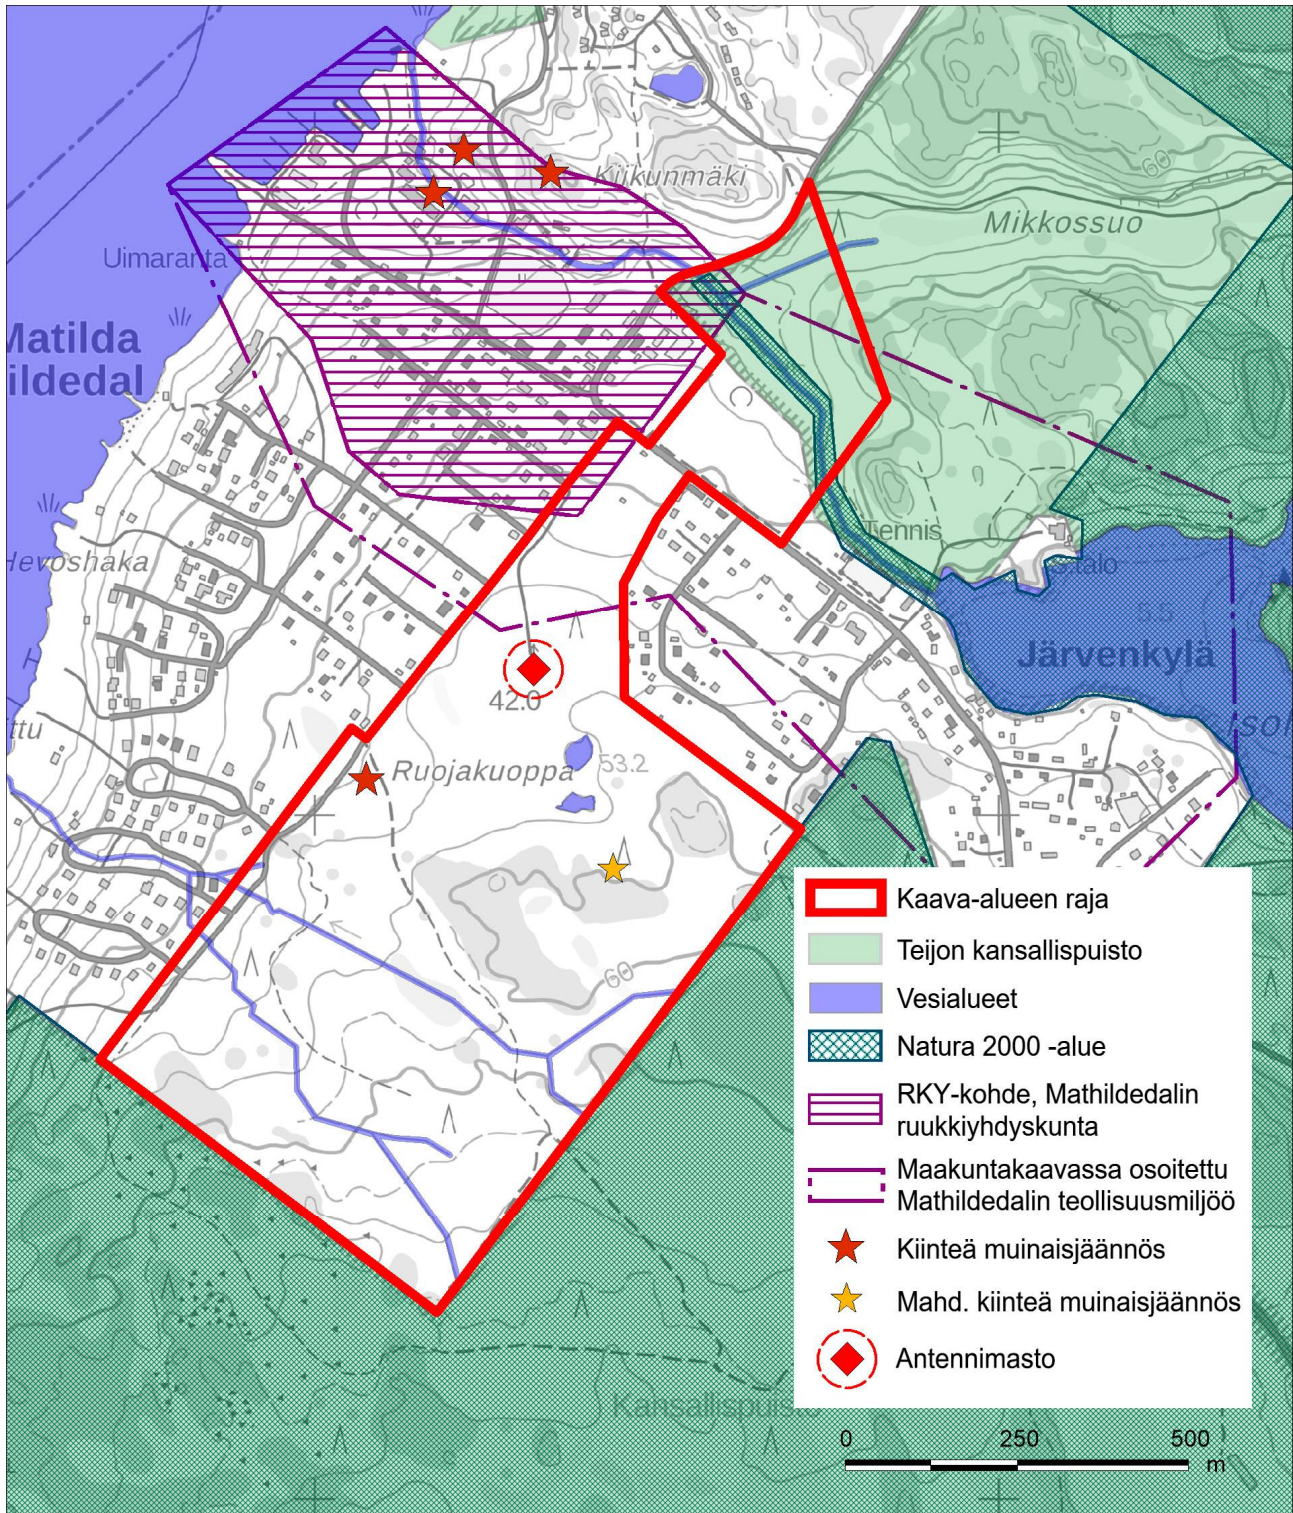 Kiikunmäki
Mikkossuo
60
Uimaranta
Matilda
ildedal
Tennis
Hevoshaka
talo
Järvenkylä
42.0
ittu
Ruojakuoppa
53.2
60
Kansallispuisto
Kaava-alueen raja
Teijon kansallispuisto
Vesialueet
Natura 2000 -alue
RKY-kohde, Mathildedalin
ruukkiyhdyskunta
Maakuntakaavassa osoitettu
Mathildedalin teollisuusmiljöö
Kiinteä muinaisjäännös
Mahd. kiinteä muinaisjäännös
Antennimasto
0 250 500
m